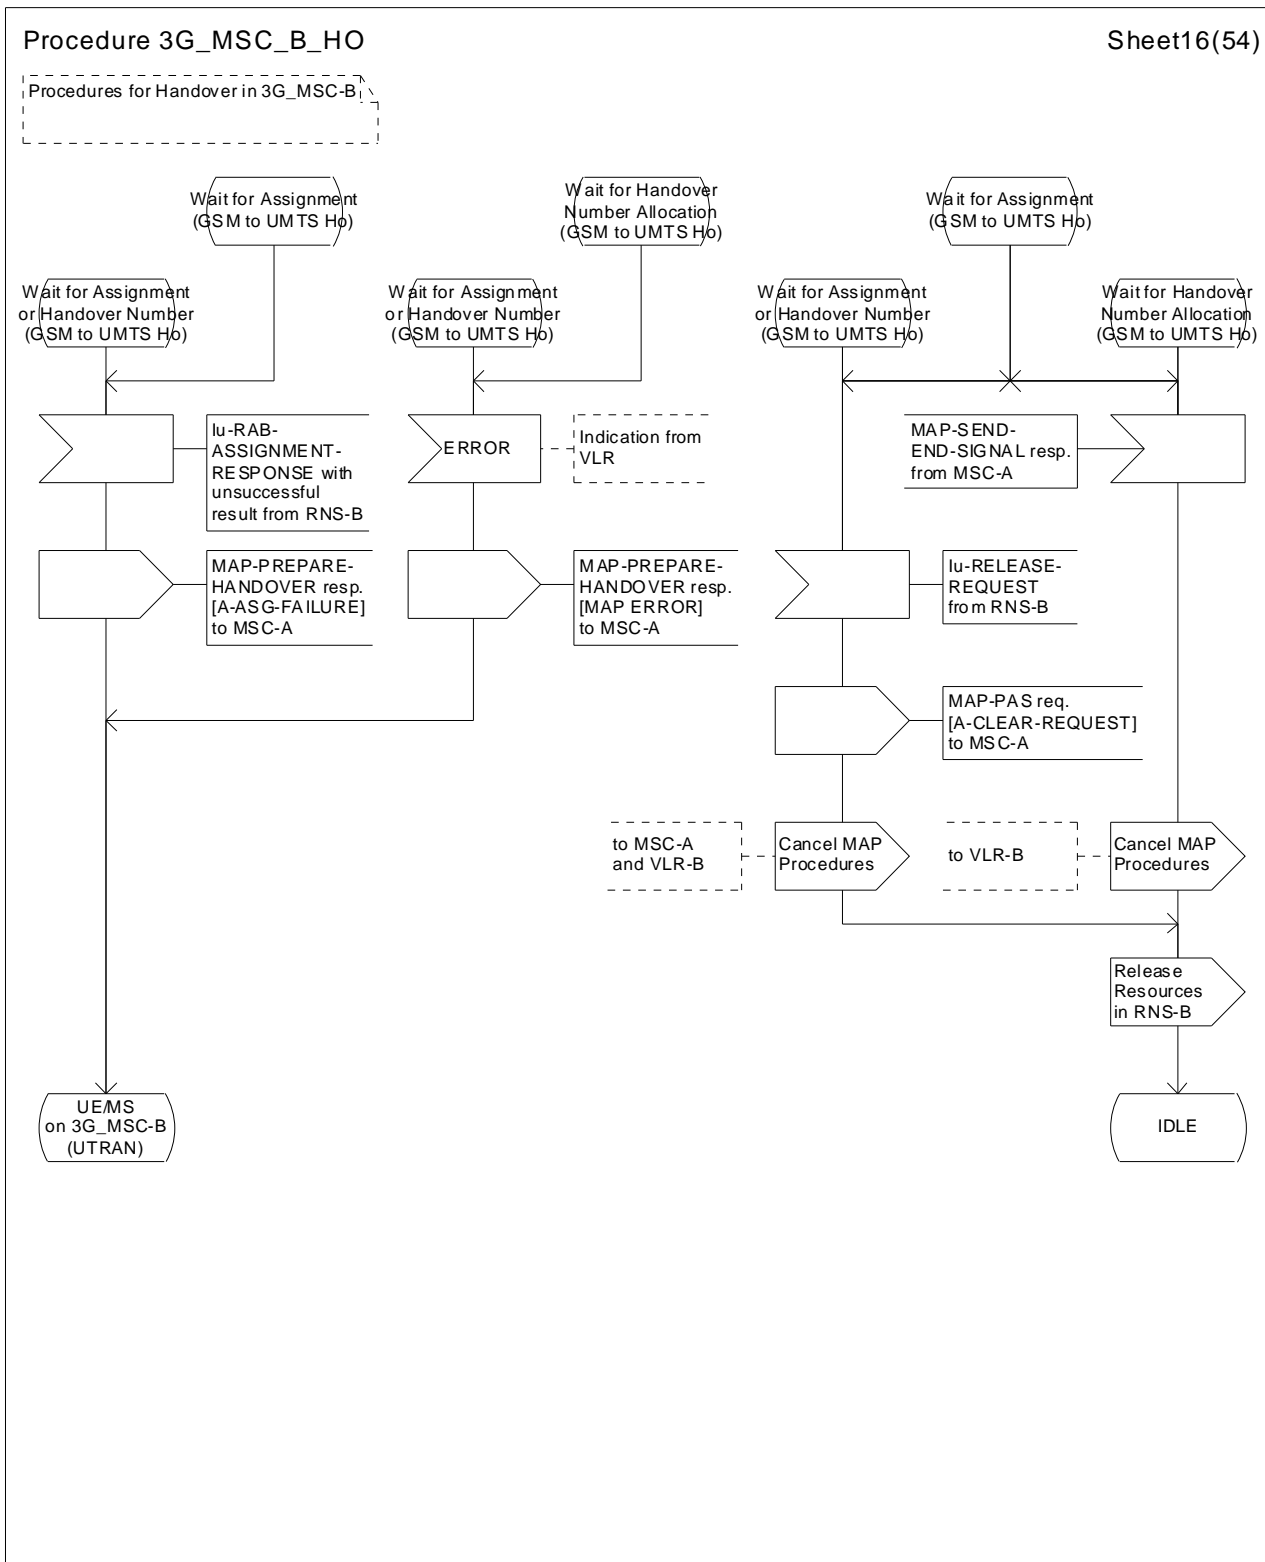 Procedure 3G_MSC_B_HO
Sheet16(54)
Procedures for Handover in 3G_MSC-B
Wait for Assignment
(GSM to UMTS Ho)
Wait for Handover
Number Allocation
(GSM to UMTS Ho)
Wait for Assignment
(GSM to UMTS Ho)
Wait for Assignment
or Handover Number
(GSM to UMTS Ho)
Wait for Assignment
or Handover Number
(GSM to UMTS Ho)
Wait for Assignment
or Handover Number
(GSM to UMTS Ho)
Wait for Handover
Number Allocation
(GSM to UMTS Ho)
Iu-RAB-
ASSIGNMENT-
RESPONSE with
unsuccessful
result from RNS-B
ERROR
Indication from
VLR
MAP-SEND-
END-SIGNAL resp.
from MSC-A
MAP-PREPARE-
HANDOVER resp.
[A-ASG-FAILURE]
to MSC-A
MAP-PREPARE-
HANDOVER resp.
[MAP ERROR]
to MSC-A
Iu-RELEASE-
REQUEST
from RNS-B
MAP-PAS req.
[A-CLEAR-REQUEST]
to MSC-A
to MSC-A
and VLR-B
Cancel MAP
Procedures
to VLR-B
Cancel MAP
Procedures
Release
Resources
in RNS-B
UE/MS
on 3G_MSC-B
(UTRAN)
IDLE